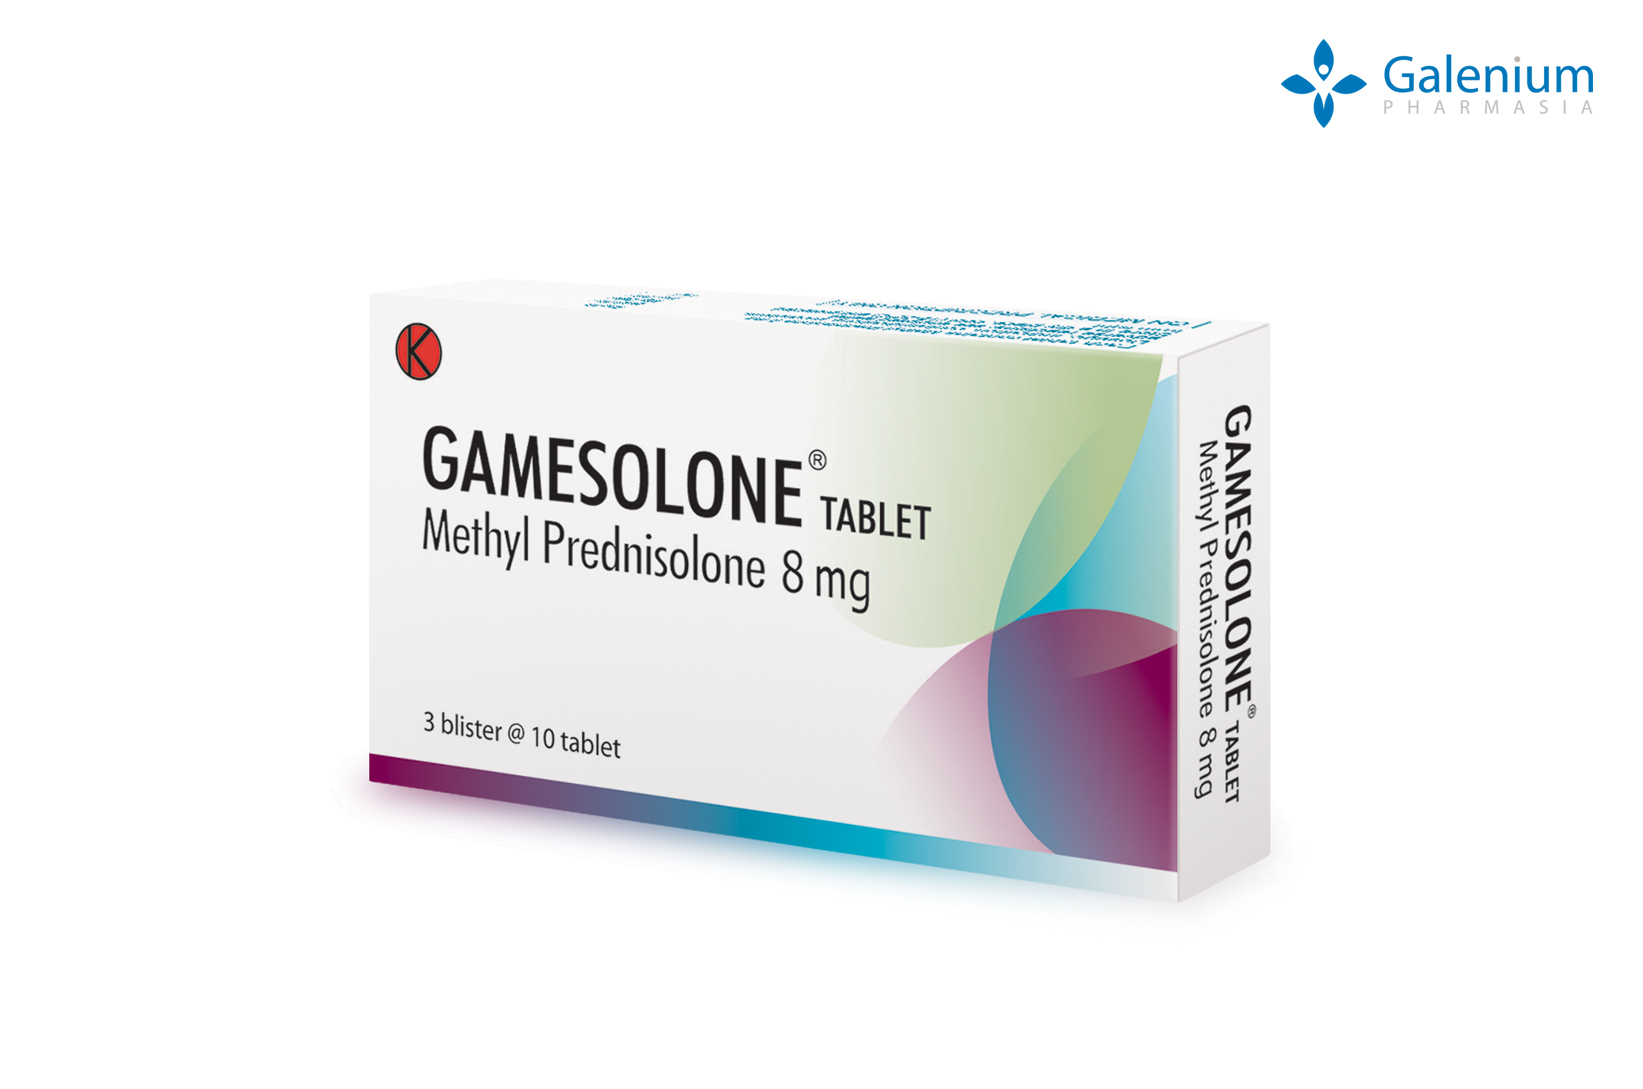 Galenium
PHARMASIA
K
GAMESOLONE® TABLET
Methyl Prednisolone 8 mg
3 blister @ 10 tablet
GAMESOLONE® TABLET
Methyl Prednisolone 8 mg